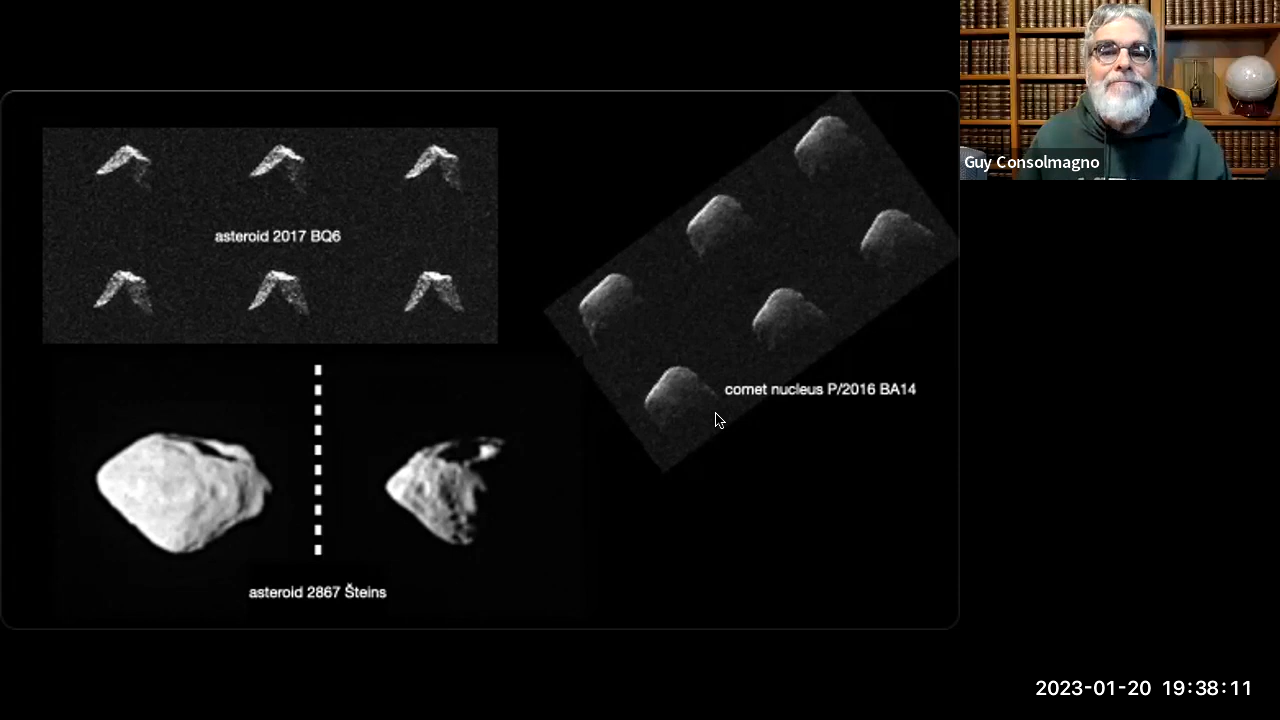 Guy Consolmagno
asteroid 2017 BQ6
comet nucleus P/2016 BA14
asteroid 2867 Šteins
2023-01-20 19:38:11